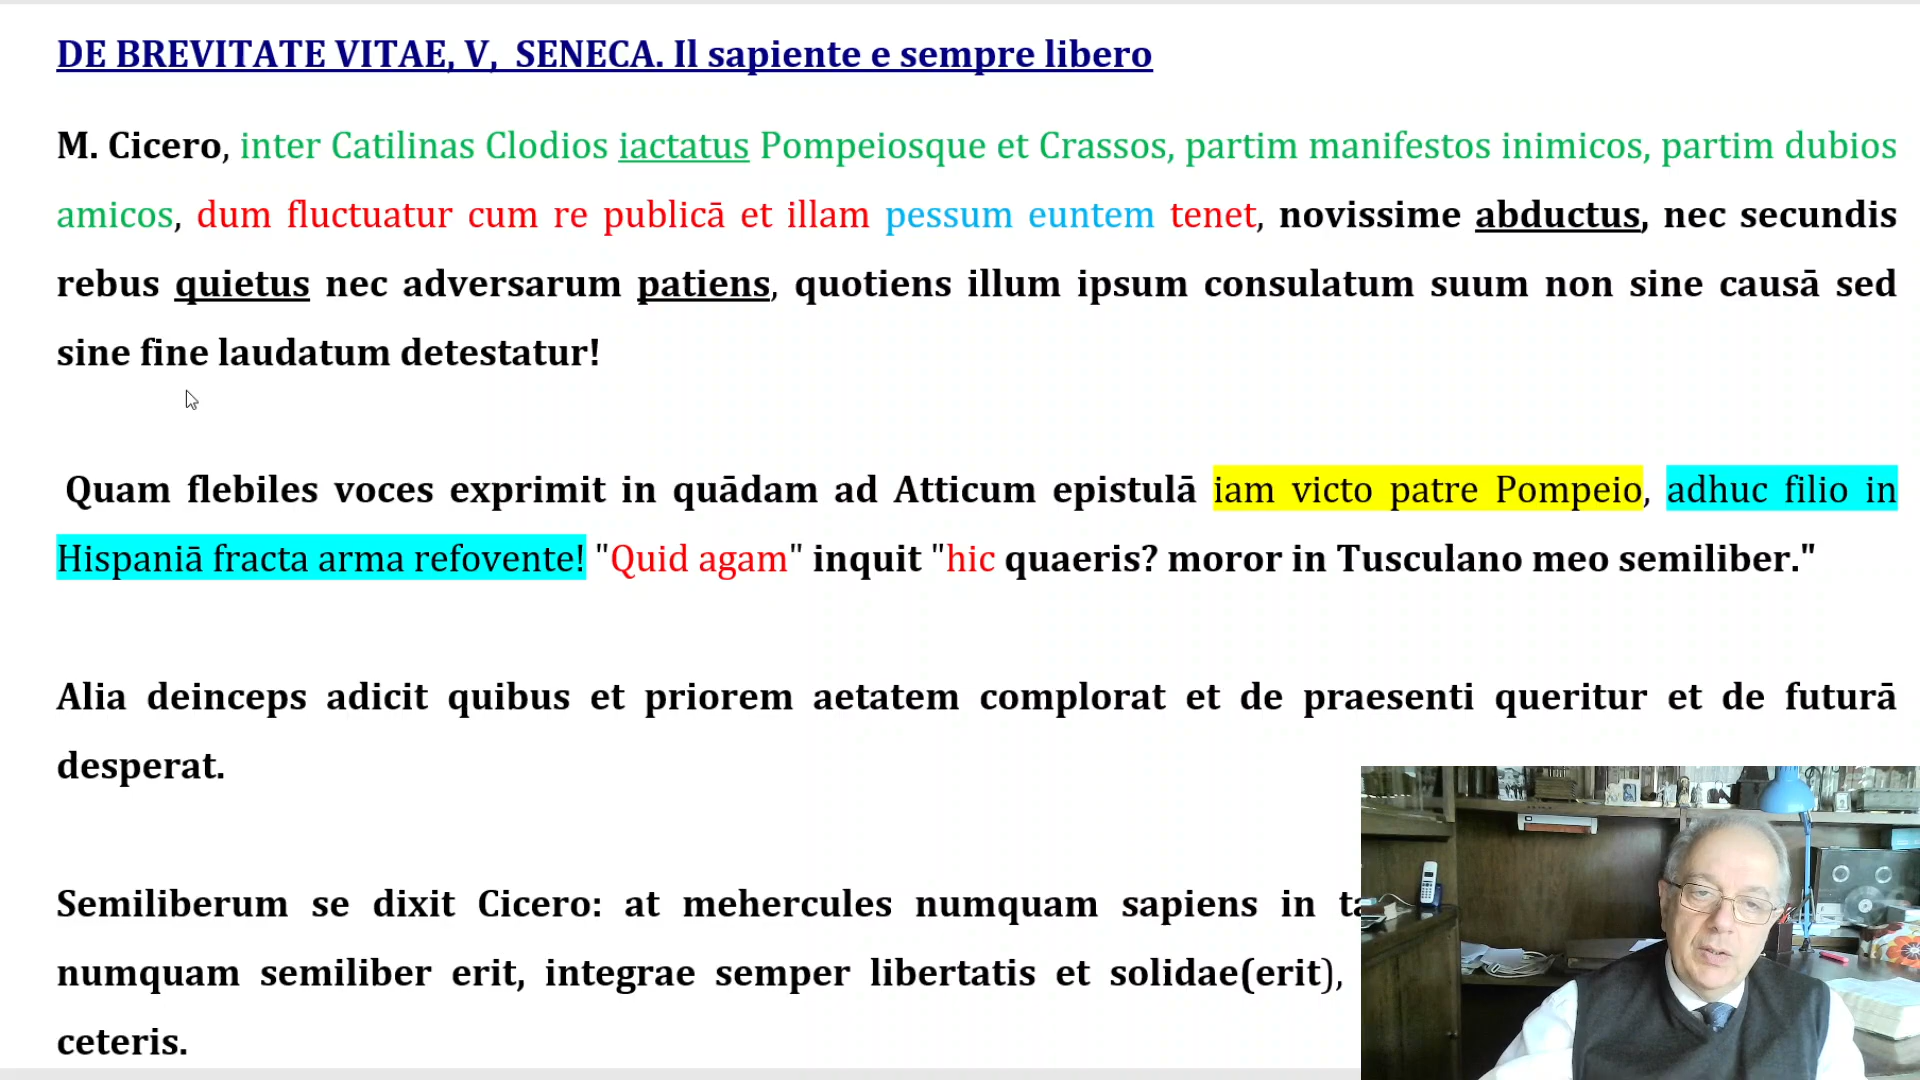 DE BREVITATE VITAE, V, SENECA. Il sapiente e sempre libero
M. Cicero, inter Catilinas Clodios iactatus Pompeiosque et Crassos, partim manifestos inimicos, partim dubios
amicos, dum fluctuatur cum re publicā et illam pessum euntem tenet, novissime abductus, nec secundis
rebus quietus nec adversarum patiens, quotiens illum ipsum consulatum suum non sine causā sed
sine fine laudatum detestatur!
Quam flebiles voces exprimit in quādam ad Atticum epistulā iam victo patre Pompeio, adhuc filio in
Hispaniā fracta arma refovente! "Quid agam" inquit "hic quaeris? moror in Tusculano meo semiliber."
Alia deinceps adicit quibus et priorem aetatem complorat et de praesenti queritur et de futurā
desperat.
Semiliberum se dixit Cicero: at mehercules numquam sapiens in
numquam semiliber erit, integrae semper libertatis et solidae(erit),
ceteris.